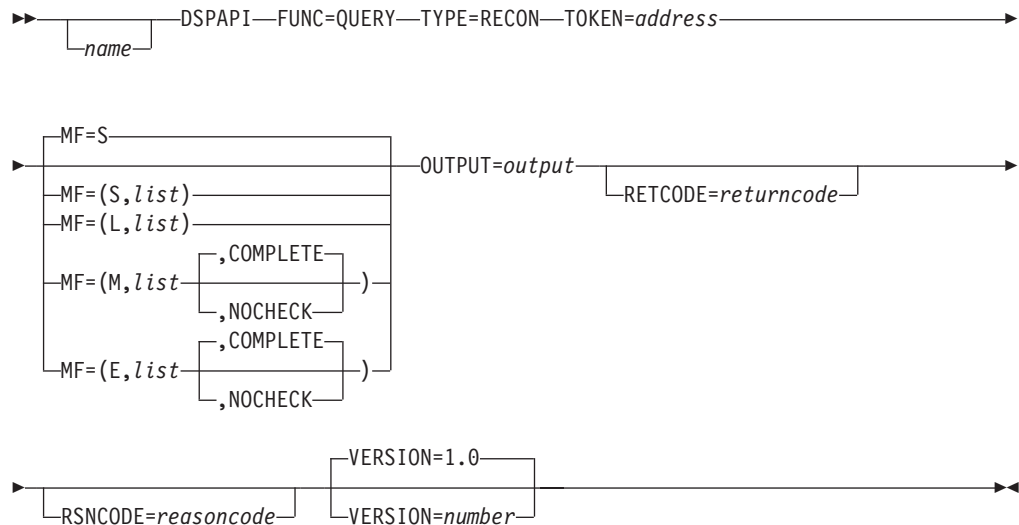 DSPAPI FUNC=QUERY TYPE=RECON TOKEN=address
name
MF=S
OUTPUT=output
RETCODE=returncode
MF=(S,list)
MF=(L,list)
,COMPLETE
MF=(M,list )
,NOCHECK
,COMPLETE
MF=(E,list )
,NOCHECK
VERSION=1.0
RSNCODE=reasoncode
VERSION=number